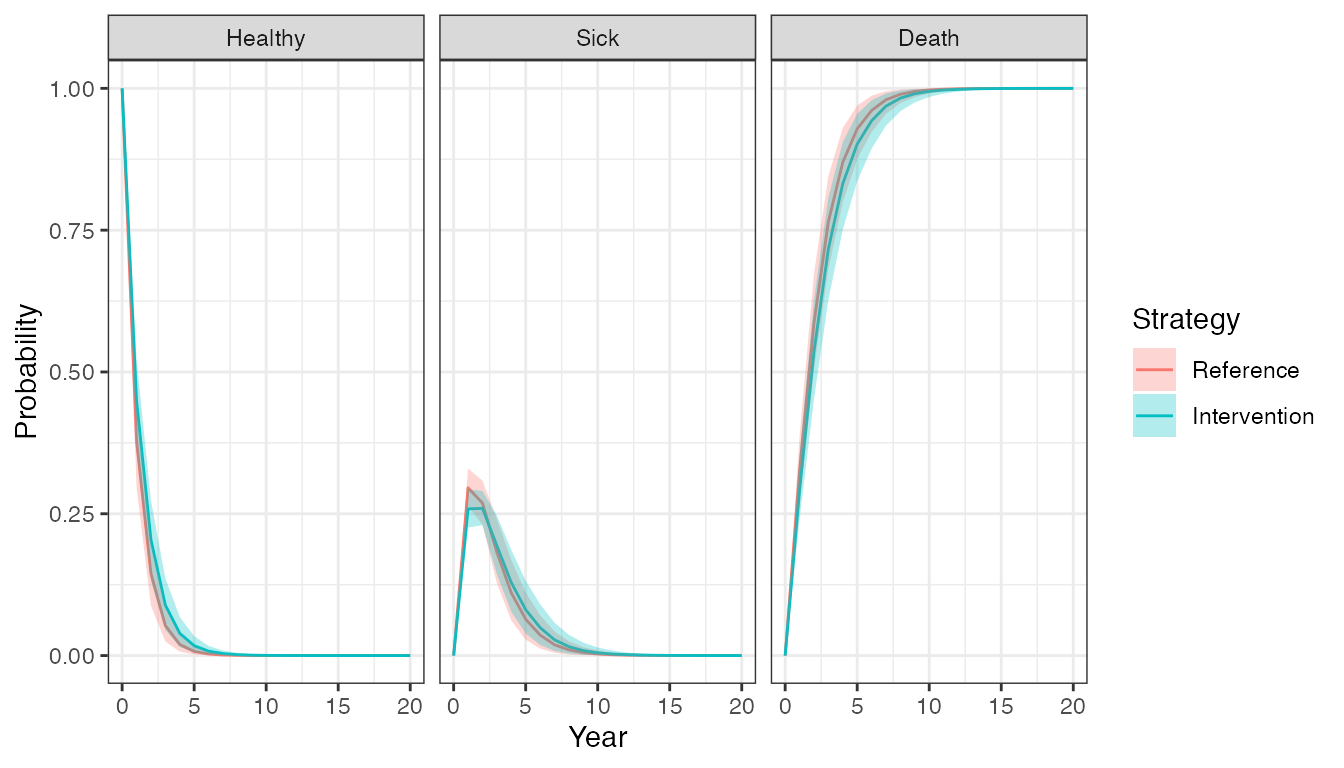 Healthy
Sick
Death
Probability
1.00
0.75
0.50
0.25
0.00
0 5 10 15 20
0 5 10 15 20
0 5 10 15 20
Year
Strategy
Reference
Intervention